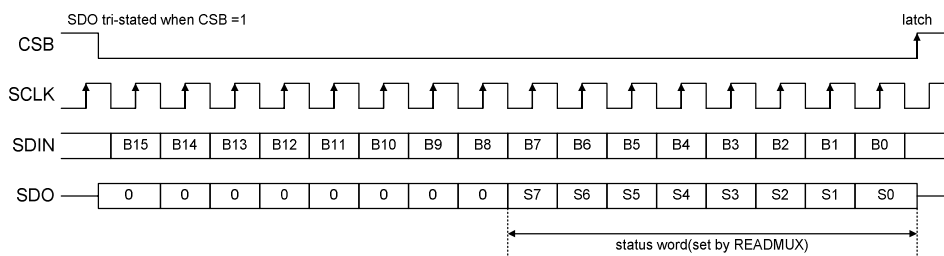 SDO tri-stated when CSB =1 latch
CSB
SCLK
SDIN B15 B14 B13 B12 B11 B10 B9 B8 B7 B6 B5 B4 B3 B2 B1 B0
SDO 0 0 0 0 0 0 0 0 S7 S6 S5 S4 S3 S2 S1 S0
status word(set by READMUX)